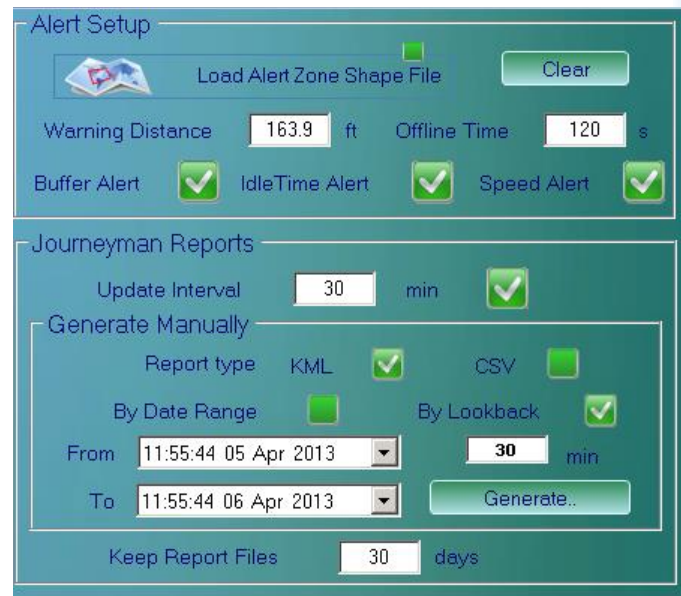 Alert Setup
Load Alert Zone Shape File Clear
Warning Distance 163.9 ft Offline Time 120 s
Buffer Alert IdleTime Alert Speed Alert
Journeyman Reports
Update Interval 30 min
Generate Manually
Report type KML CSV
By Date Range By Lookback
From 11:55:44 05 Apr 2013 30 min
To 11:55:44 06 Apr 2013 Generate..
Keep Report Files 30 days